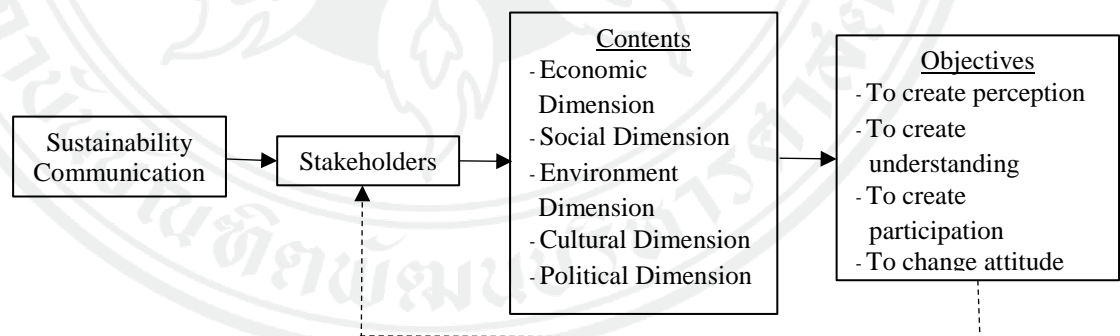 Sustainability
Communication
Stakeholders
Contents
- Economic
Dimension
- Social Dimension
- Environment
Dimension
- Cultural Dimension
- Political Dimension
Objectives
- To create perception
- To create
understanding
- To create
participation
- To change attitude